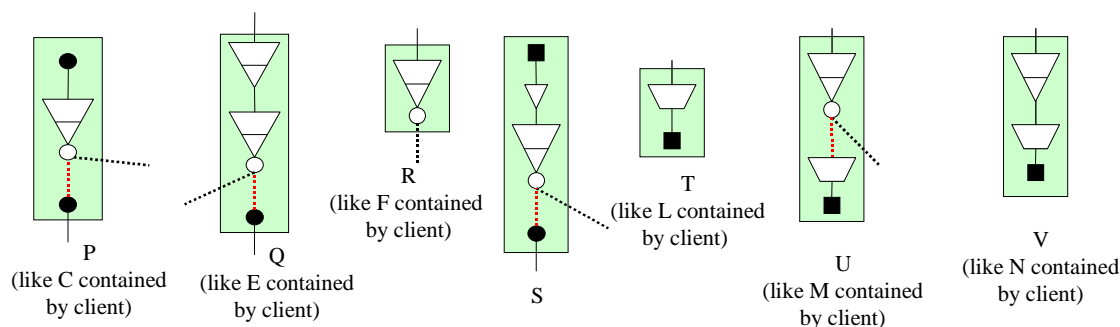 P
(like C contained
by client)
Q
(like E contained
by client)
R
(like F contained
by client)
S
T
(like L contained
by client)
U
(like M contained
by client)
V
(like N contained
by client)